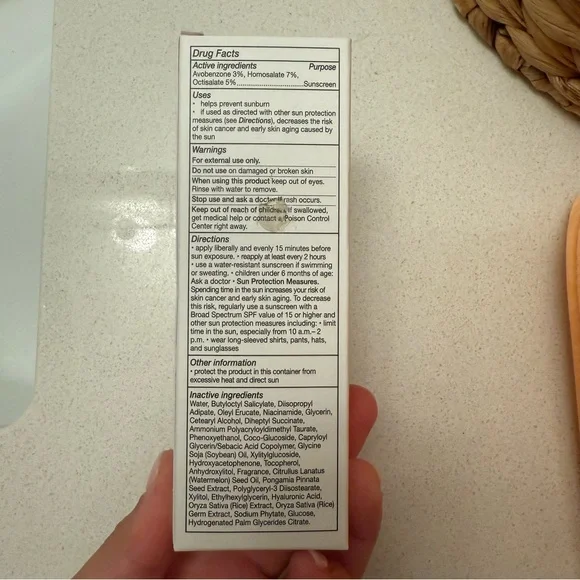 Drug Facts
Active ingredients Purpose
Avobenzone 3%, Homosalate 7%,
Octisalate 5%..........................Sunscreen
Uses
• helps prevent sunburn
• if used as directed with other sun protection
measures (see Directions), decreases the risk
of skin cancer and early skin aging caused by
the sun
Warnings
For external use only.
Do not use on damaged or broken skin
When using this product keep out of eyes.
Rinse with water to remove.
Stop use and ask a doctor if rash occurs.
Keep out of reach of children. If swallowed,
get medical help or contact a Poison Control
Center right away.
Directions
• apply liberally and evenly 15 minutes before
sun exposure. • reapply at least every 2 hours
• use a water-resistant sunscreen if swimming
or sweating. • children under 6 months of age:
Ask a doctor • Sun Protection Measures.
Spending time in the sun increases your risk of
skin cancer and early skin aging. To decrease
this risk, regularly use a sunscreen with a
Broad Spectrum SPF value of 15 or higher and
other sun protection measures including: • limit
time in the sun, especially from 10 a.m.– 2
p.m. • wear long-sleeved shirts, pants, hats,
and sunglasses
Other information
• protect the product in this container from
excessive heat and direct sun
Inactive ingredients
Water, Butyloctyl Salicylate, Diisopropyl
Adipate, Oleyl Erucate, Niacinamide, Glycerin,
Cetearyl Alcohol, Diheptyl Succinate,
Ammonium Polyacryloyldimethyl Taurate,
Phenoxyethanol, Coco-Glucoside, Capryloyl
Glycerin/Sebacic Acid Copolymer, Glycine
Soja (Soybean) Oil, Xylitylglucoside,
Hydroxyacetophenone, Tocopherol,
Anhydroxylitol, Fragrance, Citrullus Lanatus
(Watermelon) Seed Oil, Pongamia Pinnata
Seed Extract, Polyglyceryl-3 Diisostearate,
Xylitol, Ethylhexylglycerin, Hyaluronic Acid,
Oryza Sativa (Rice) Extract, Oryza Sativa (Rice)
Germ Extract, Sodium Phytate, Glucose,
Hydrogenated Palm Glycerides Citrate.